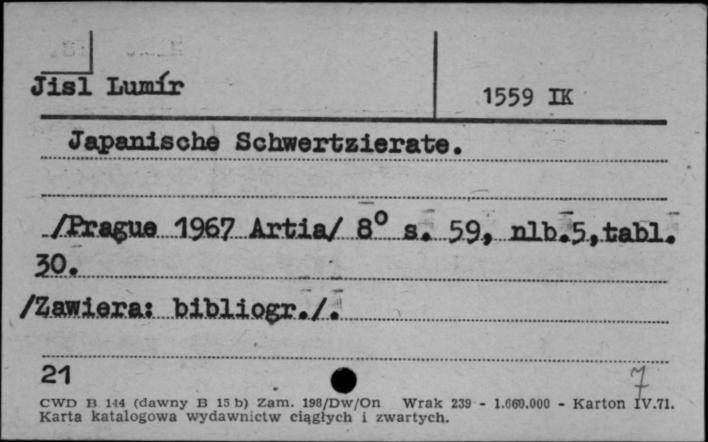 Jisl Lumír
1559 IK
Japanische Schwertzierate.
/Prague 1967 Artia/ 8° s. 59, nlb.5,tabl.
30.
/Zawiera: bibliogr./.
21
7
CWD B 144 (dawny B 15 b) Zam. 198/Dw/On Wrak 239 - 1.660.000 - Karton IV.71.
Karta katalogowa wydawnictw ciągłych i zwartych.